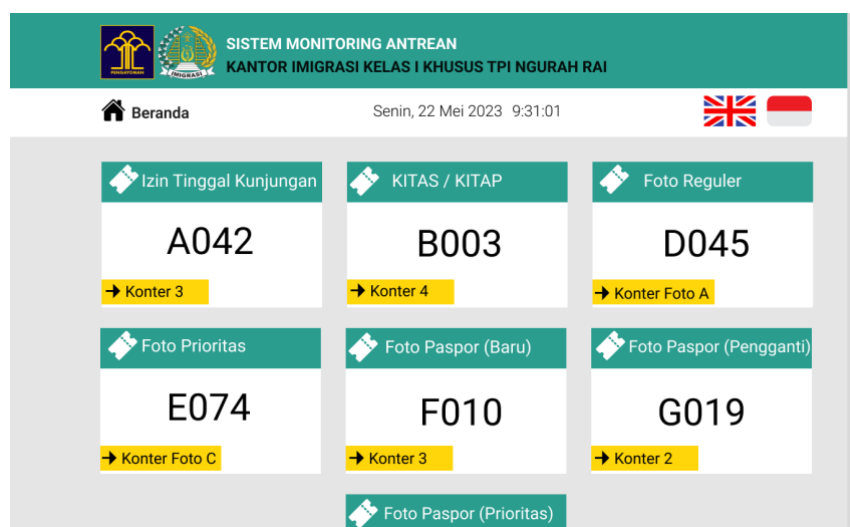 SISTEM MONITORING ANTREAN
KANTOR IMIGRASI KELAS I KHUSUS TPI NGURAH RAI
PENGAYOMAN
IMIGRASI
Beranda
Senin, 22 Mei 2023 9:31:01
Izin Tinggal Kunjungan
A042
Konter 3
KITAS / KITAP
B003
Konter 4
Foto Reguler
D045
Konter Foto A
Foto Prioritas
E074
Konter Foto C
Foto Paspor (Baru)
F010
Konter 3
Foto Paspor (Pengganti)
G019
Konter 2
Foto Paspor (Prioritas)